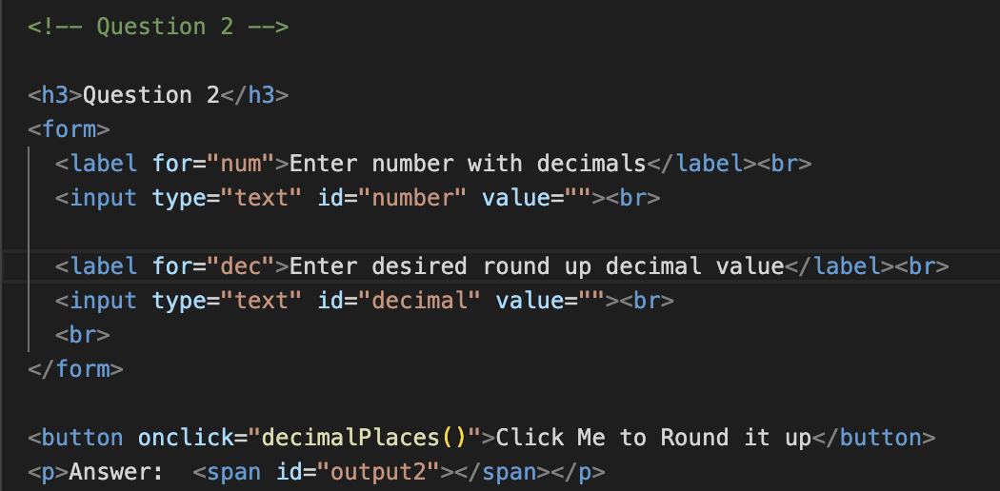 <!-- Question 2 -->
<h3>Question 2</h3>
<form>
<label for="num">Enter number with decimals</label><br>
<input type="text" id="number" value=""><br>
<label for="dec">Enter desired round up decimal value</label><br>
<input type="text" id="decimal" value=""><br>
<br>
</form>
<button onclick="decimalPlaces()">Click Me to Round it up</button>
<p>Answer:  <span id="output2"></span></p>